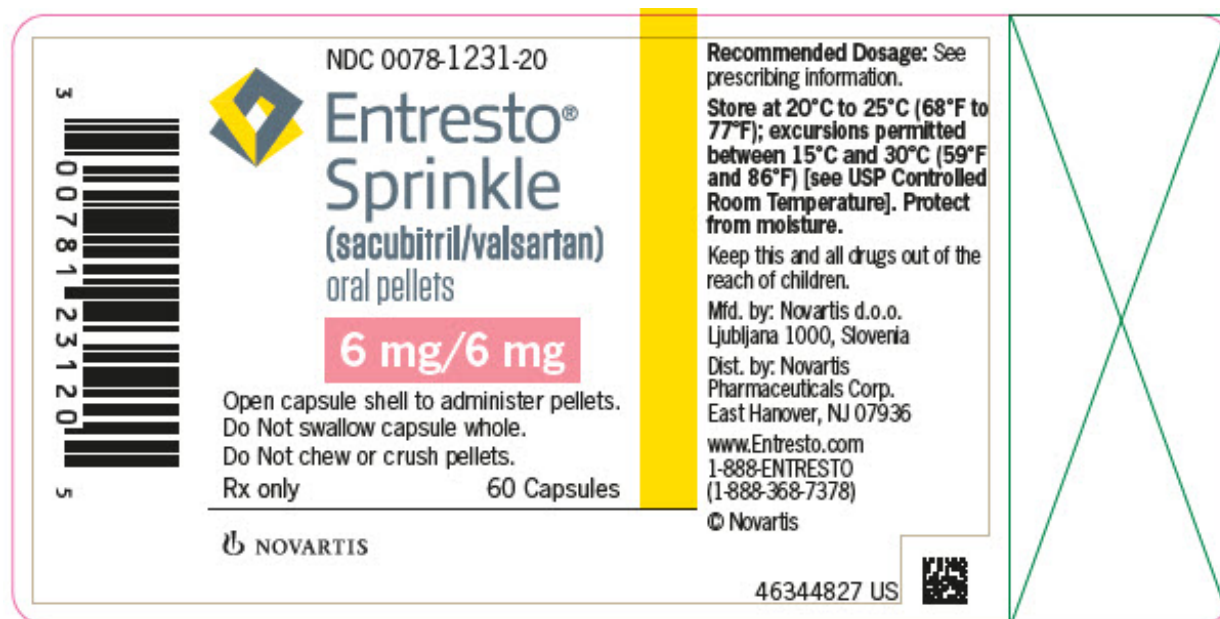 3
0078123120
5
NDC 0078-1231-20
Entresto®
Sprinkle
(sacubitril/valsartan)
oral pellets
6 mg/6 mg
Open capsule shell to administer pellets.
Do Not swallow capsule whole.
Do Not chew or crush pellets.
Rx only 60 Capsules
NOVARTIS
Recommended Dosage: See
prescribing information.
Store at 20°C to 25°C (68°F to
77°F); excursions permitted
between 15°C and 30°C (59°F
and 86°F) [see USP Controlled
Room Temperature]. Protect
from moisture.
Keep this and all drugs out of the
reach of children.
Mfd. by: Novartis d.o.o.
Ljubljana 1000, Slovenia
Dist. by: Novartis
Pharmaceuticals Corp.
East Hanover, NJ 07936
www.Entresto.com
1-888-ENTRESTO
(1-888-368-7378)
© Novartis
46344827 US